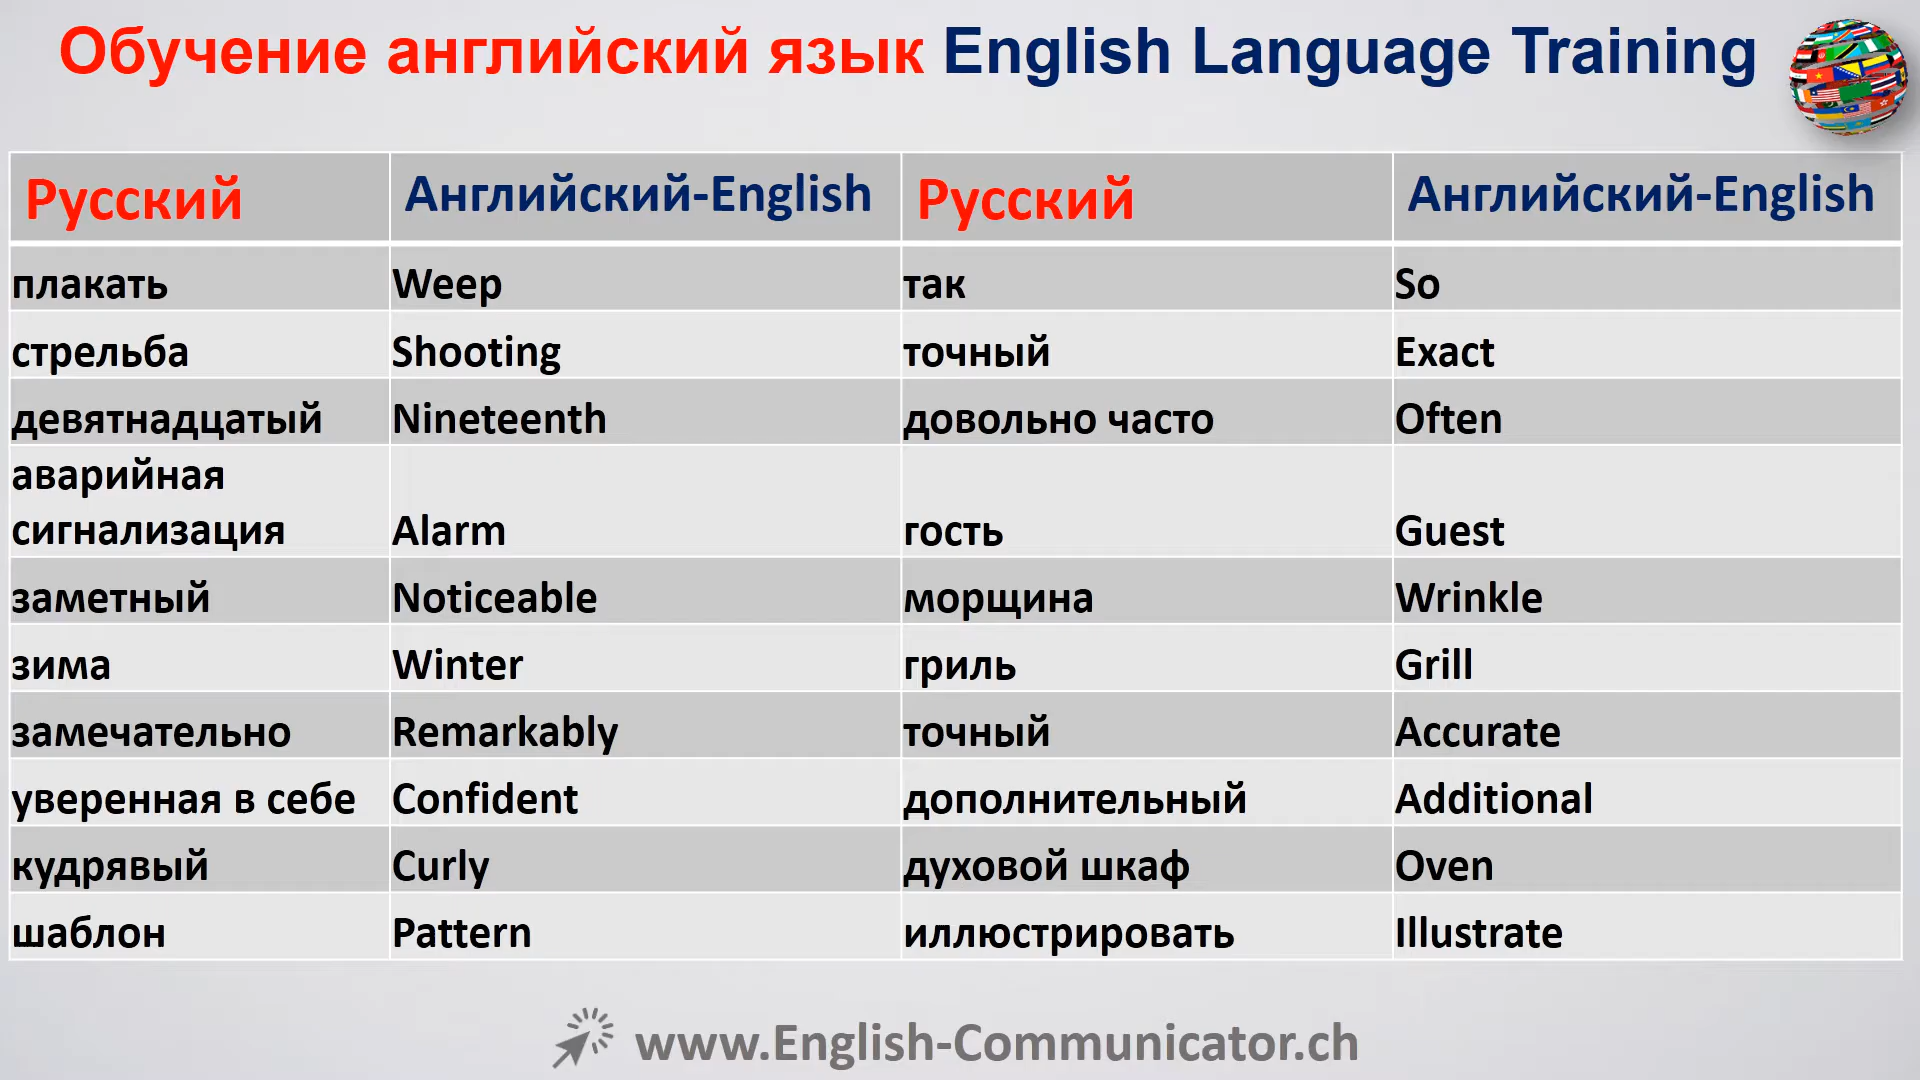 Обучение английский язык English Language Training
Русский Английский-English Русский Английский-English
плакать Weep так So
стрельба Shooting точный Exact
девятнадцатый Nineteenth довольно часто Often
аварийная
сигнализация Alarm гость Guest
заметный Noticeable морщина Wrinkle
зима Winter гриль Grill
замечательно Remarkably точный Accurate
уверенная в себе Confident дополнительный Additional
кудрявый Curly духовой шкаф Oven
шаблон Pattern иллюстрировать Illustrate
www.English-Communicator.ch